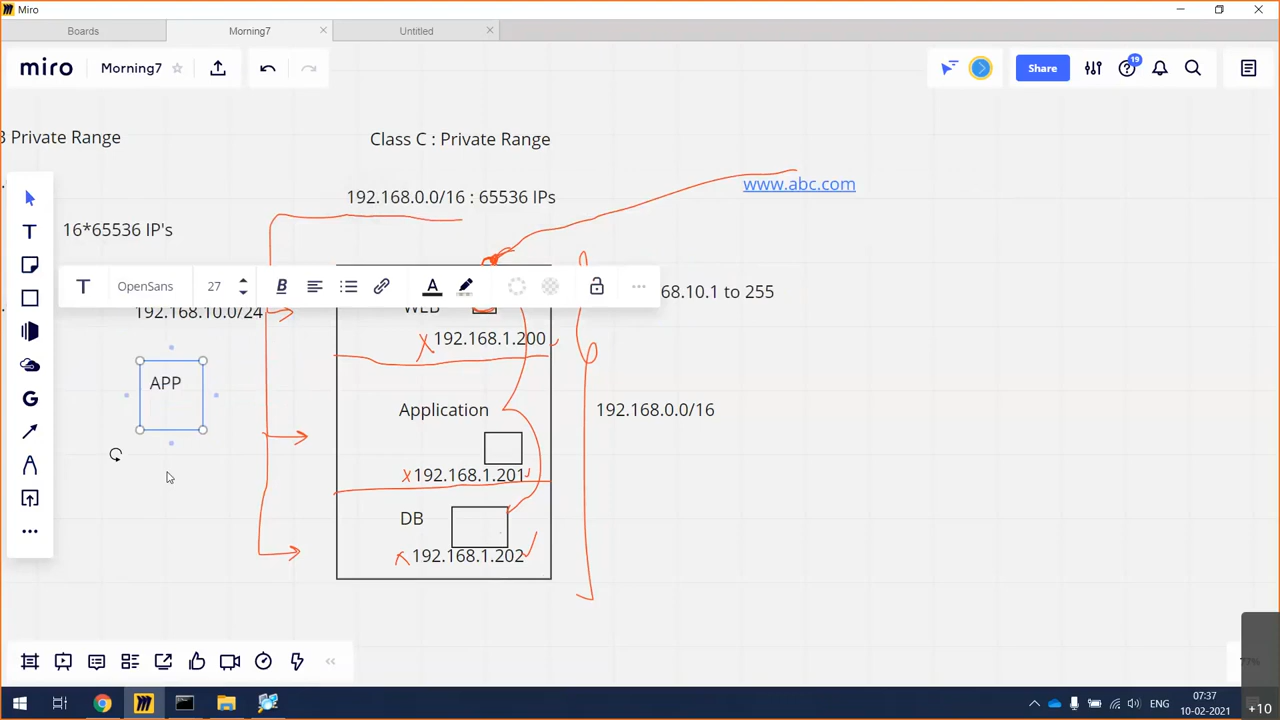 Miro
Boards
Morning7
Untitled
miro
Morning7
19
Share
B Private Range
Class C : Private Range
www.abc.com
192.168.0.0/16 : 65536 IPs
16*65536 IP's
T
OpenSans
27
B
A
68.10.1 to 255
192.168.10.0/24
WEB
192.168.1.200
APP
Application
192.168.0.0/16
192.168.1.201
DB
192.168.1.202
77%
ENG
07:37
10-02-2021
+10